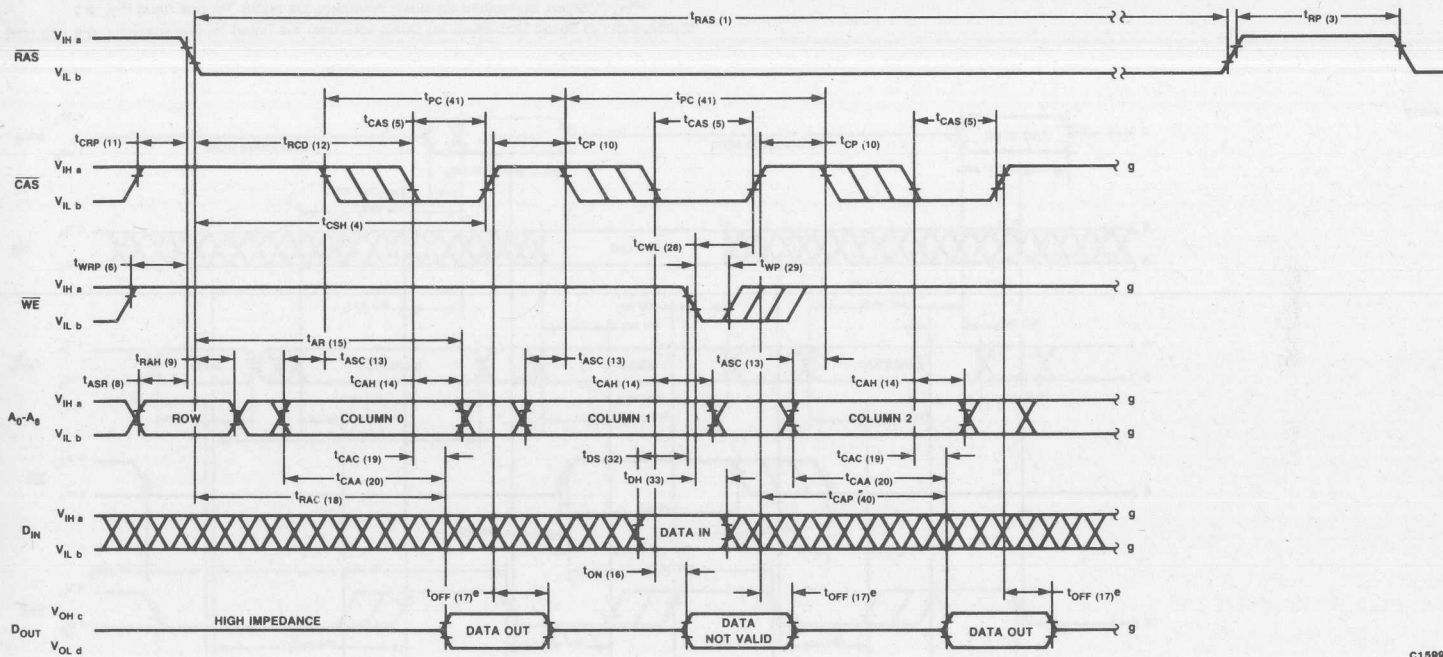 tRAS (1)
tRP (3)
RAS
VIH a
VIL b
tPC (41)
tPC (41)
tCAS (5)
tCAS (5)
tCAS (5)
tCRP (11)
tRCD (12)
tCP (10)
tCP (10)
CAS
VIH a
VIL b
g
tCSH (4)
tCWL (28)
tWRP (6)
tWP (29)
WE
VIH a
VIL b
g
tAR (15)
tRAH (9)
tASC (13)
tASC (13)
tASC (13)
tASR (8)
tCAH (14)
tCAH (14)
tCAH (14)
A0-A8
VIH a
VIL b
ROW
COLUMN 0
COLUMN 1
COLUMN 2
g
g
tCAC (19)
tDS (32)
tCAC (19)
tCAA (20)
tDH (33)
tCAA (20)
tRAC (18)
tCAP (40)
DIN
VIH a
VIL b
DATA IN
g
g
tON (16)
tOFF (17)e
tOFF (17)e
tOFF (17)e
DOUT
VOH c
VOL d
HIGH IMPEDANCE
DATA OUT
DATA
NOT VALID
DATA OUT
g
C1599